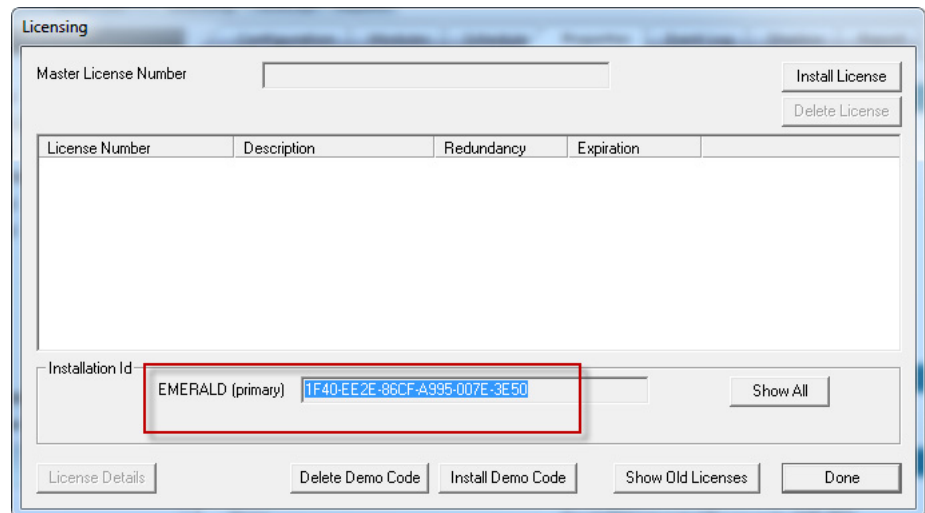 Licensing
Master License Number
Install License
Delete License
License Number Description Redundancy Expiration
Installation Id
EMERALD (primary) 1F40-EE2E-86CF-A995-007E-3E50
Show All
License Details Delete Demo Code Install Demo Code Show Old Licenses Done